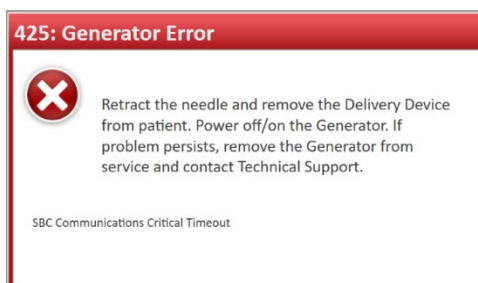 425: Generator Error
Retract the needle and remove the Delivery Device
from patient. Power off/on the Generator. If
problem persists, remove the Generator from
service and contact Technical Support.
SBC Communications Critical Timeout